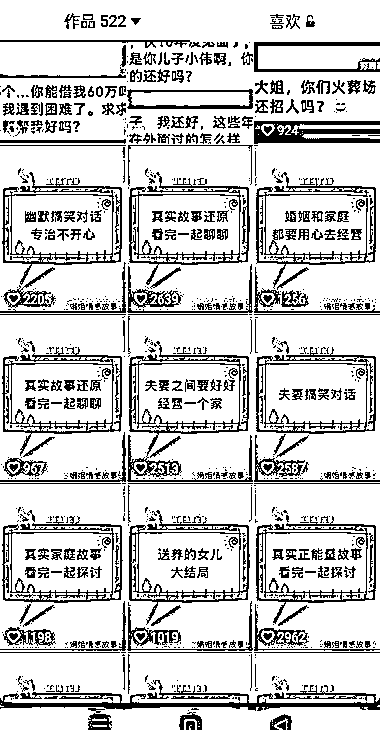 作品 522
喜欢
你能借我60万
我遇到困难了。求求
帮帮我好吗?
是你儿子小伟啊,你
的还好吗?
子, 我还好,这些年
在外面过的怎么样
大姐,你们火葬场
还招人吗?
924
幽默搞笑对话
专治不开心
2205
真实故事还原
看完一起聊聊
2639
婚姻和家庭
都要用心去经营
1256
真实故事还原
看完一起聊聊
967
夫妻之间要好好
经营一个家
2513
夫妻搞笑对话
2587
真实家庭故事
看完一起探讨
1198
送养的女儿
大结局
1019
真实正能量故事
看完一起探讨
2962